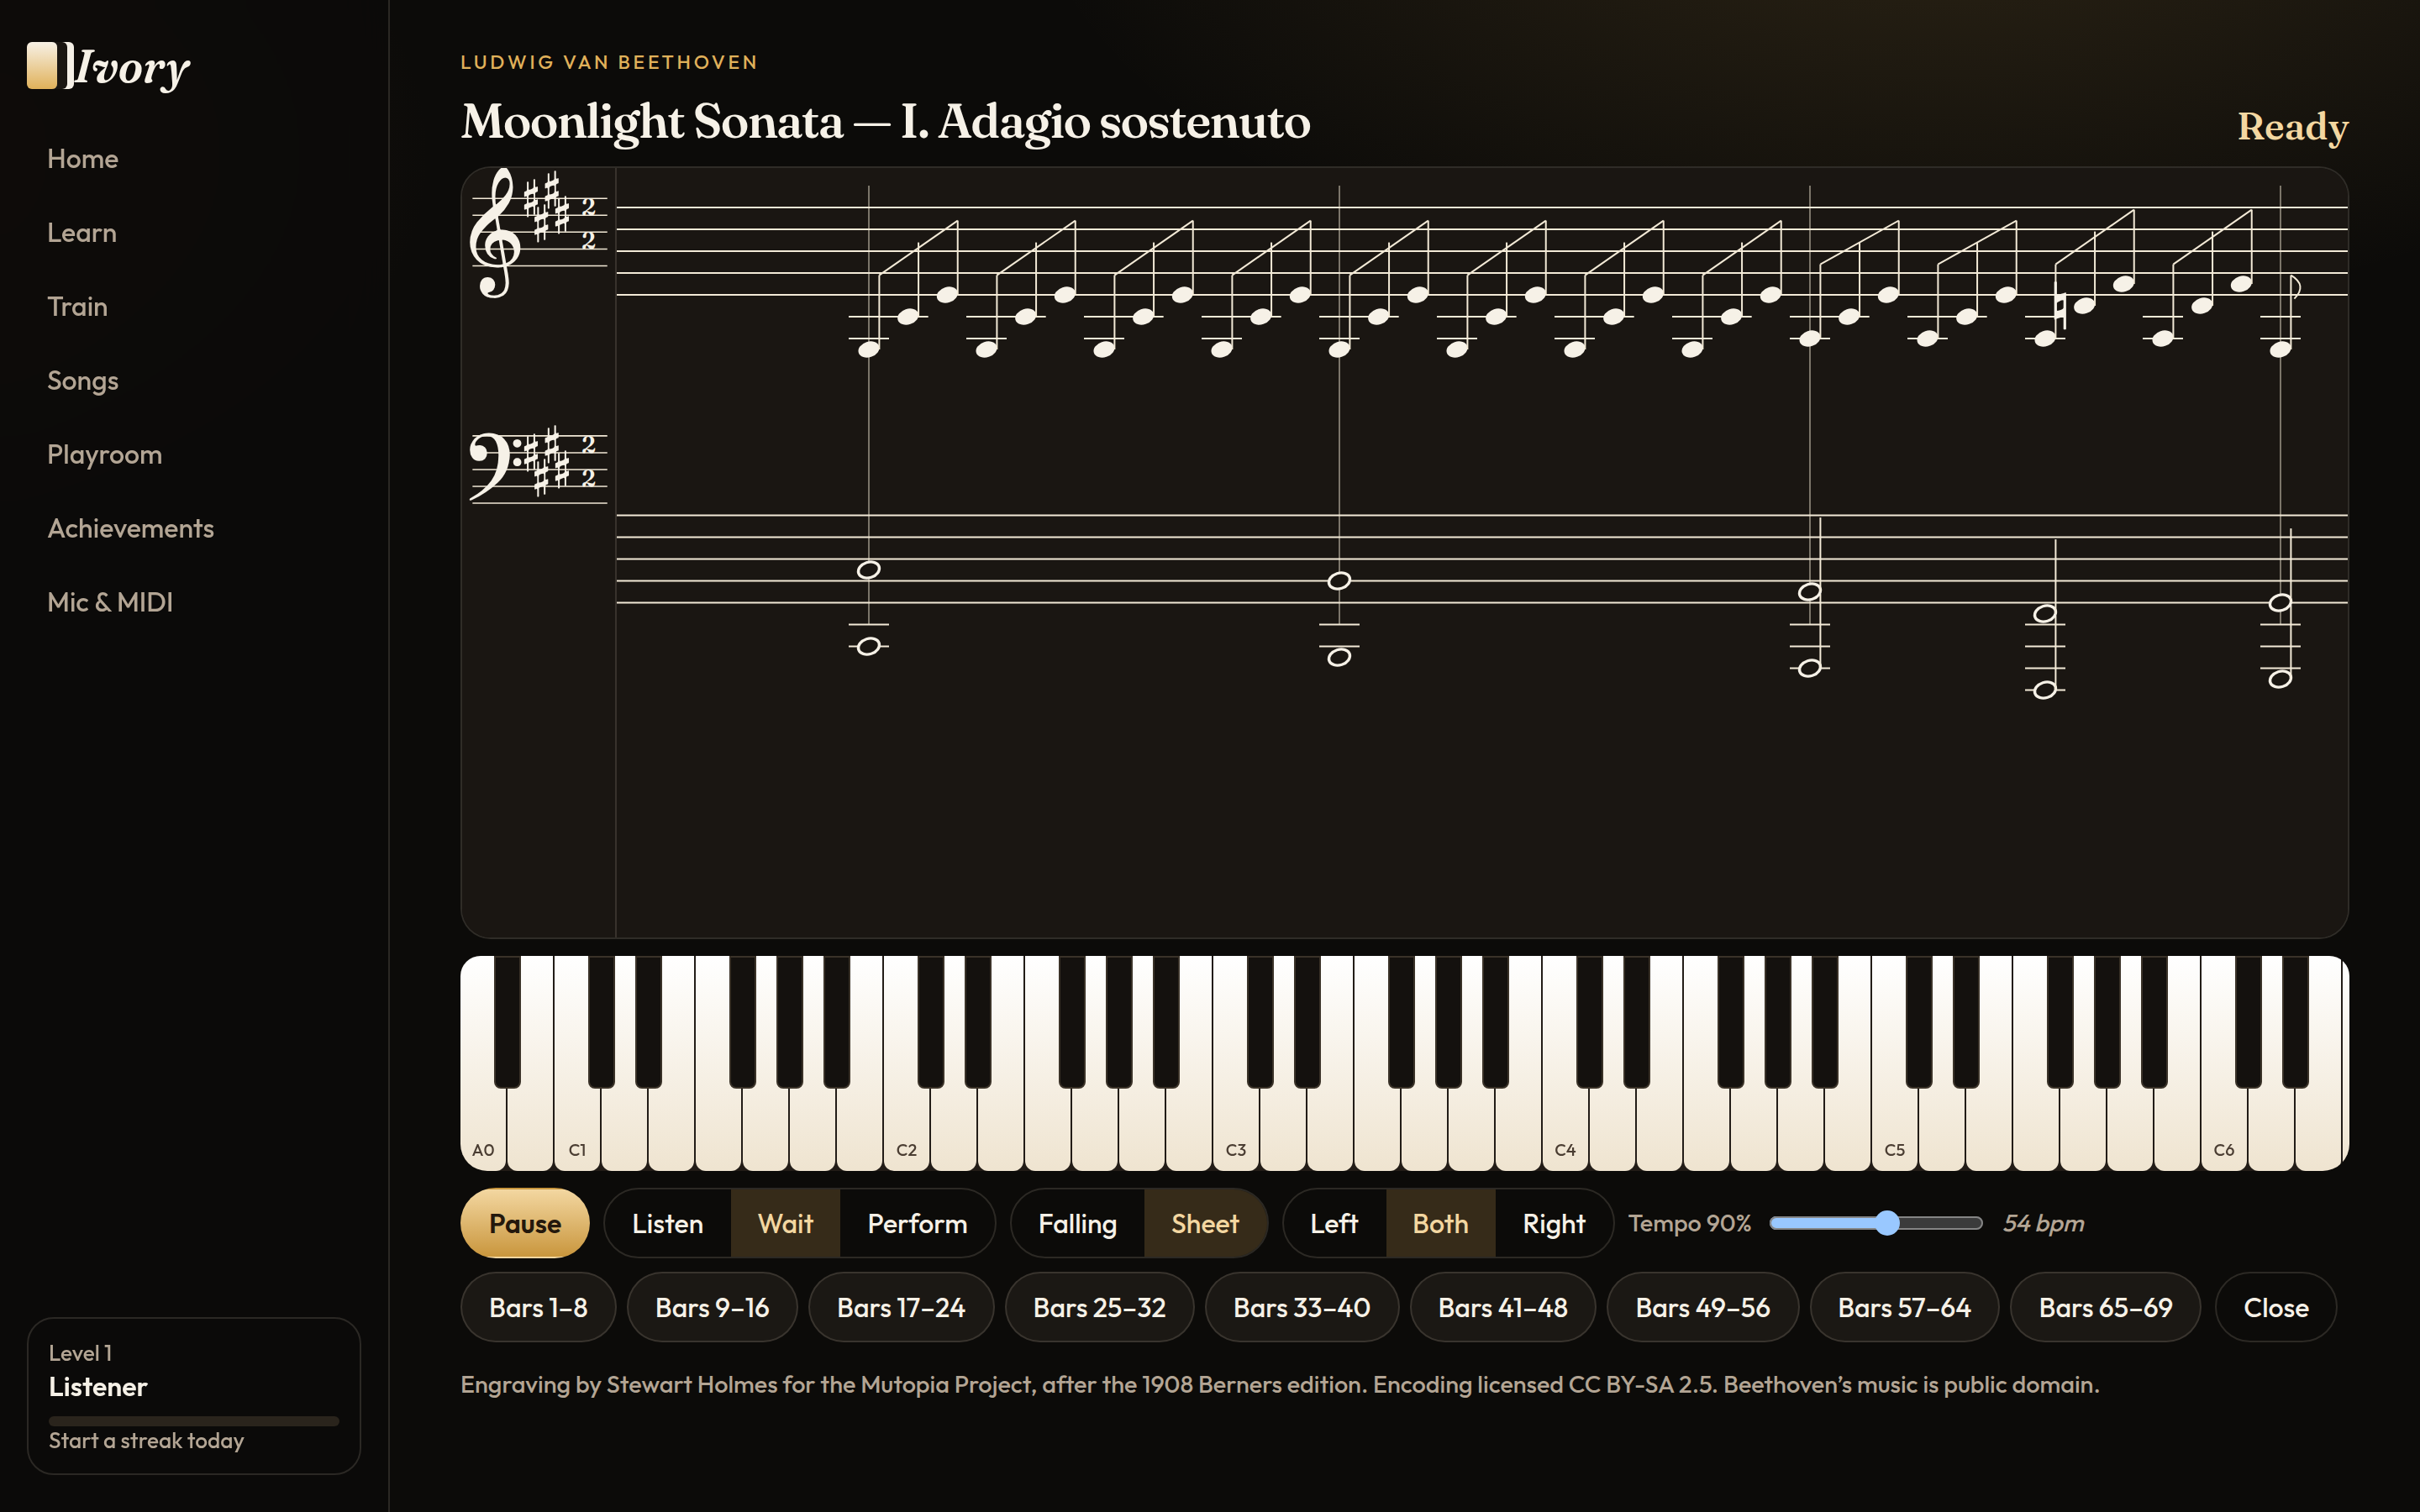 Ivory
Home
Learn
Train
Songs
Playroom
Achievements
Mic & MIDI
Level 1
Listener
Start a streak today
LUDWIG VAN BEETHOVEN
Moonlight Sonata — I. Adagio sostenuto
Ready
2
2
2
2
A0 C1 C2 C3 C4 C5 C6
Pause Listen Wait Perform Falling Sheet Left Both Right Tempo 90% 54 bpm
Bars 1–8 Bars 9–16 Bars 17–24 Bars 25–32 Bars 33–40 Bars 41–48 Bars 49–56 Bars 57–64 Bars 65–69 Close
Engraving by Stewart Holmes for the Mutopia Project, after the 1908 Berners edition. Encoding licensed CC BY-SA 2.5. Beethoven’s music is public domain.